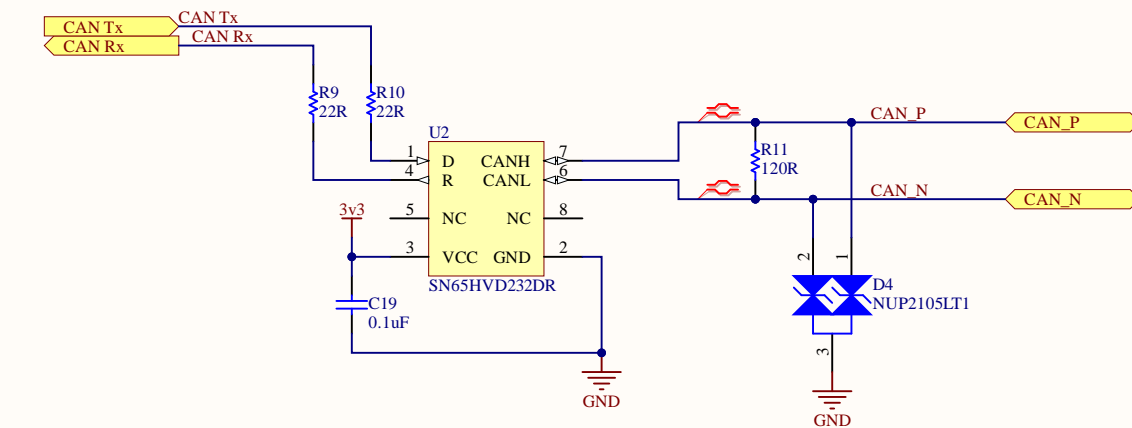 CAN Tx
CAN Tx
CAN Rx
CAN Rx
R9
22R
R10
22R
U2
1
D
CANH
7
4
R
CANL
6
5
NC
NC
8
3
VCC
GND
2
SN65HVD232DR
3v3
C19
0.1uF
GND
R11
120R
CAN_P
CAN_P
CAN_N
CAN_N
2
1
D4
NUP2105LT1
3
GND